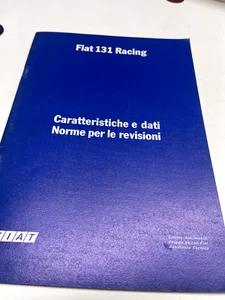 Fiat 131 Racing
Caratteristiche e dati
Norme per le revisioni
FIAT